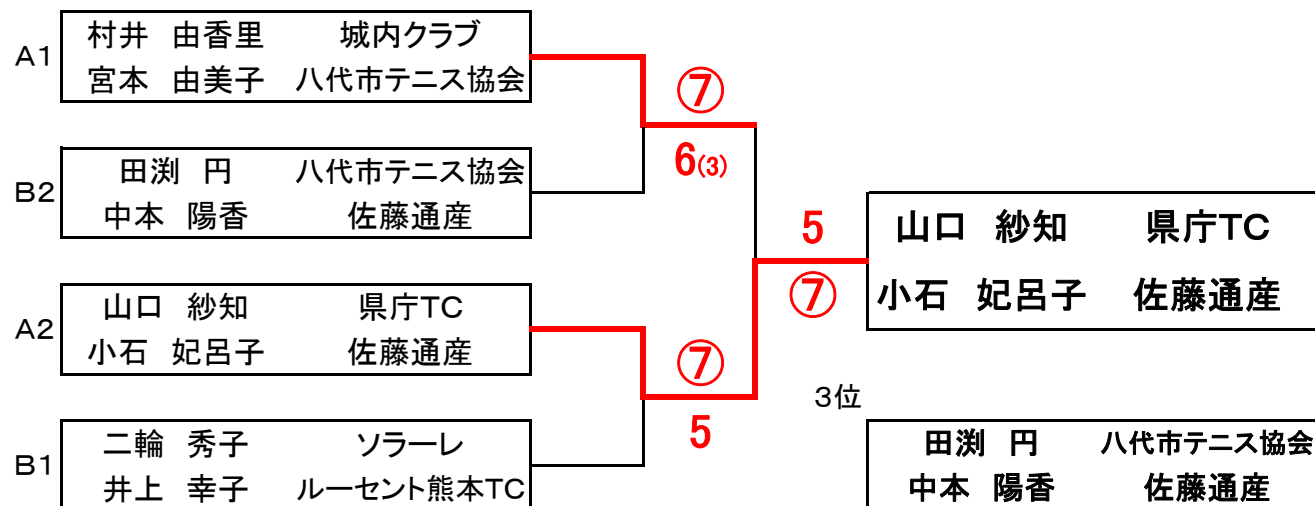 A1
村井 由香里 城内クラブ
宮本 由美子 八代市テニス協会
⑦
6(3)
B2
田渕 円 八代市テニス協会
中本 陽香 佐藤通産
5
⑦
山口 紗知 県庁TC
小石 妃呂子 佐藤通産
A2
山口 紗知 県庁TC
小石 妃呂子 佐藤通産
⑦
5
3位
B1
二輪 秀子 ソラーレ
井上 幸子 ルーセント熊本TC
田渕 円 八代市テニス協会
中本 陽香 佐藤通産